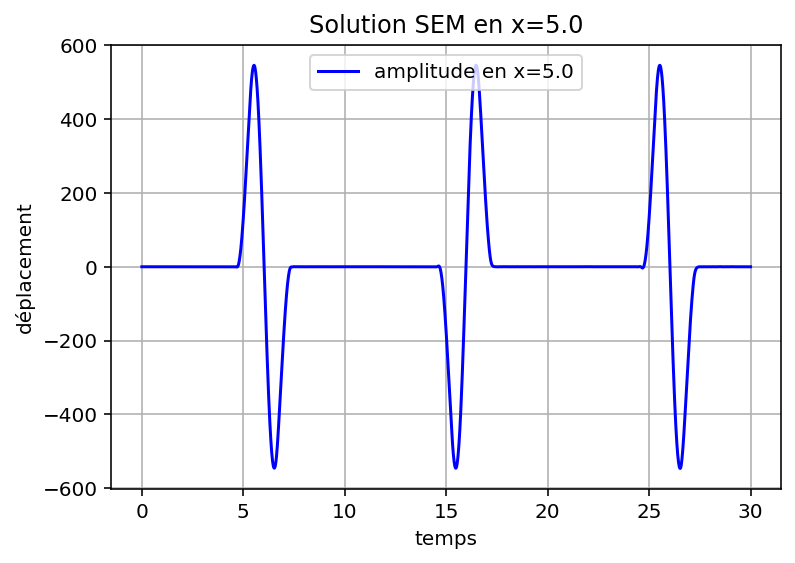 Solution SEM en x=5.0
amplitude en x=5.0
600
400
200
0
−200
−400
−600
déplacement
0 5 10 15 20 25 30
temps